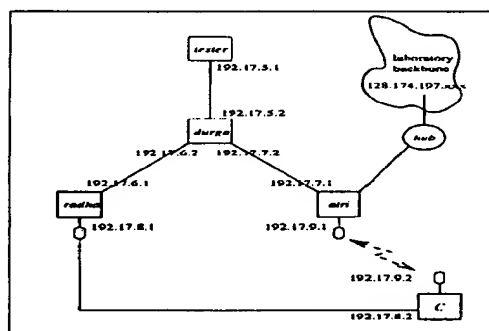 tester
192.17.5.1
laboratory
backbone
128.174.197.xxx
192.17.5.2
durga
hub
192.17.6.2
192.17.7.2
192.17.6.1
192.17.7.1
radha
atri
192.17.8.1
192.17.9.1
192.17.9.2
C
192.17.8.2